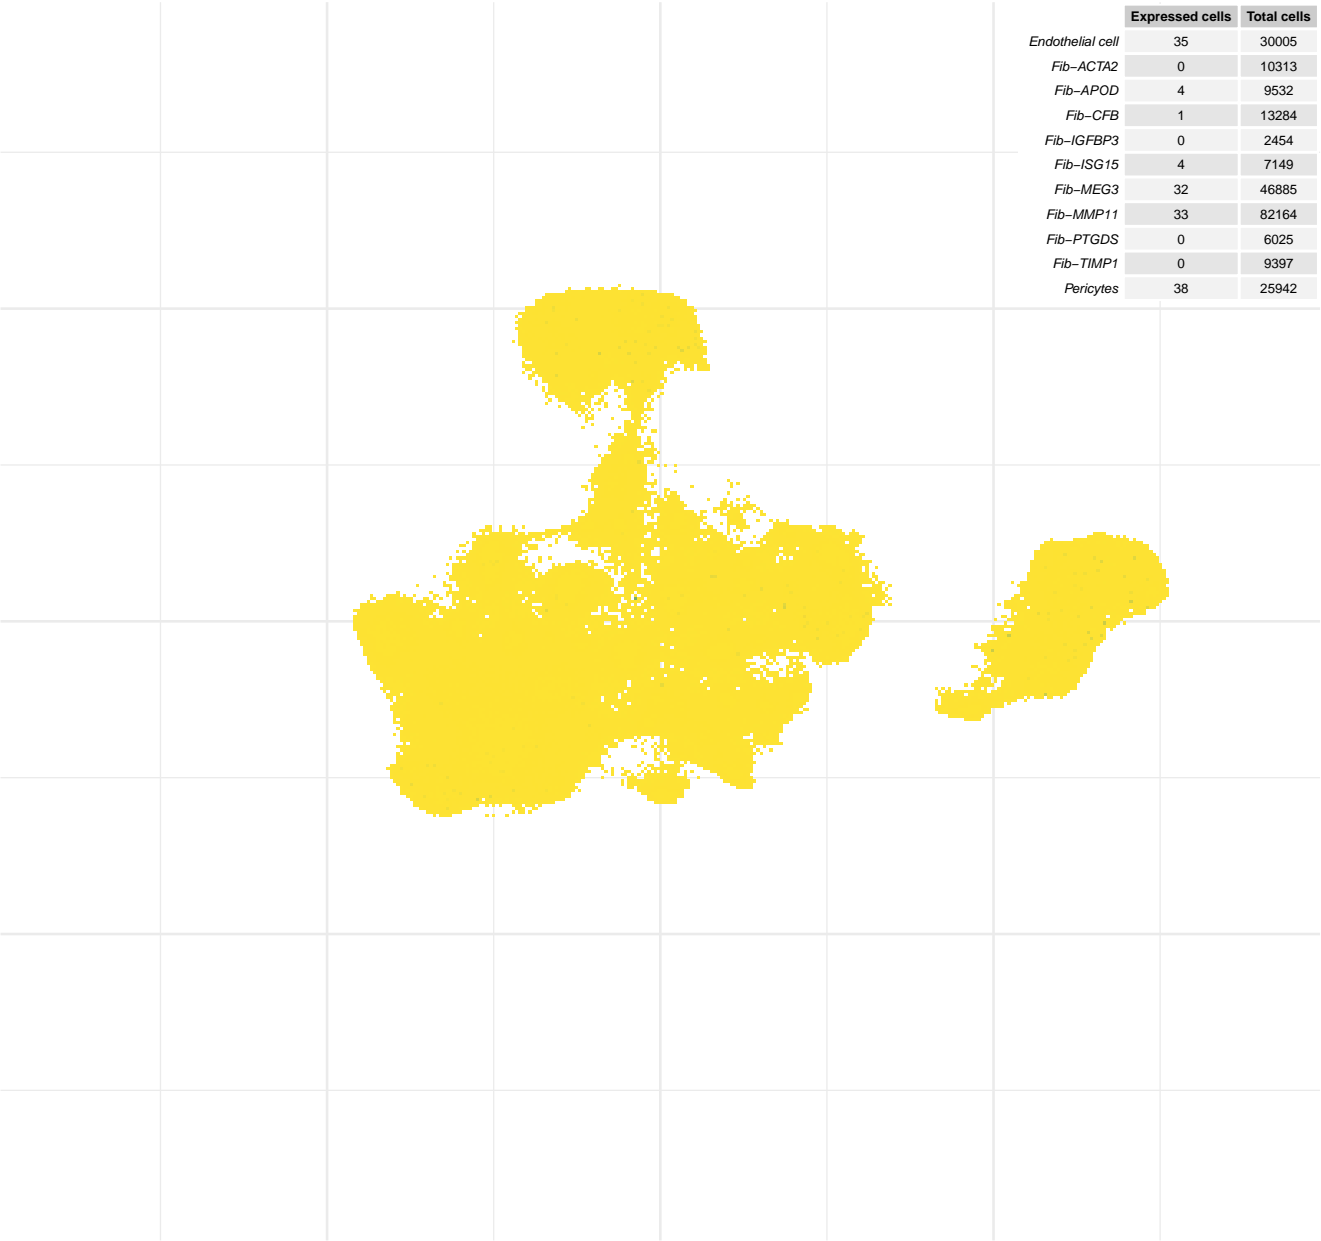 Expressed cells Total cells
Endothelial cell 35 30005
Fib−ACTA2 0 10313
Fib−APOD 4 9532
Fib−CFB 1 13284
Fib−IGFBP3 0 2454
Fib−ISG15 4 7149
Fib−MEG3 32 46885
Fib−MMP11 33 82164
Fib−PTGDS 0 6025
Fib−TIMP1 0 9397
Pericytes 38 25942